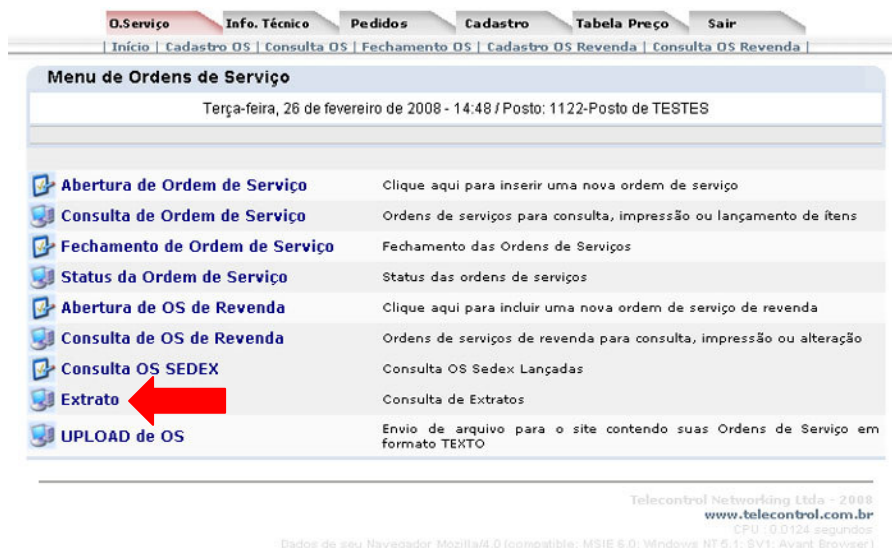 O.Serviço Info. Técnico Pedidos Cadastro Tabela Preço Sair
| Início | Cadastro OS | Consulta OS | Fechamento OS | Cadastro OS Revenda | Consulta OS Revenda |
Menu de Ordens de Serviço
Terça-feira, 26 de fevereiro de 2008 - 14:48 / Posto: 1122-Posto de TESTES
Abertura de Ordem de Serviço Clique aqui para inserir uma nova ordem de serviço
Consulta de Ordem de Serviço Ordens de serviços para consulta, impressão ou lançamento de ítens
Fechamento de Ordem de Serviço Fechamento das Ordens de Serviços
Status da Ordem de Serviço Status das ordens de serviços
Abertura de OS de Revenda Clique aqui para incluir uma nova ordem de serviço de revenda
Consulta de OS de Revenda Ordens de serviços de revenda para consulta, impressão ou alteração
Consulta OS SEDEX Consulta OS Sedex Lançadas
Extrato Consulta de Extratos
UPLOAD de OS Envio de arquivo para o site contendo suas Ordens de Serviço em
formato TEXTO
Telecontrol Networking Ltda - 2008
www.telecontrol.com.br
CPU : 0.0124 segundos
Dados de seu Navegador Mozilla/4.0 (compatible; MSIE 6.0; Windows NT 5.1; SV1; Avant Browser)